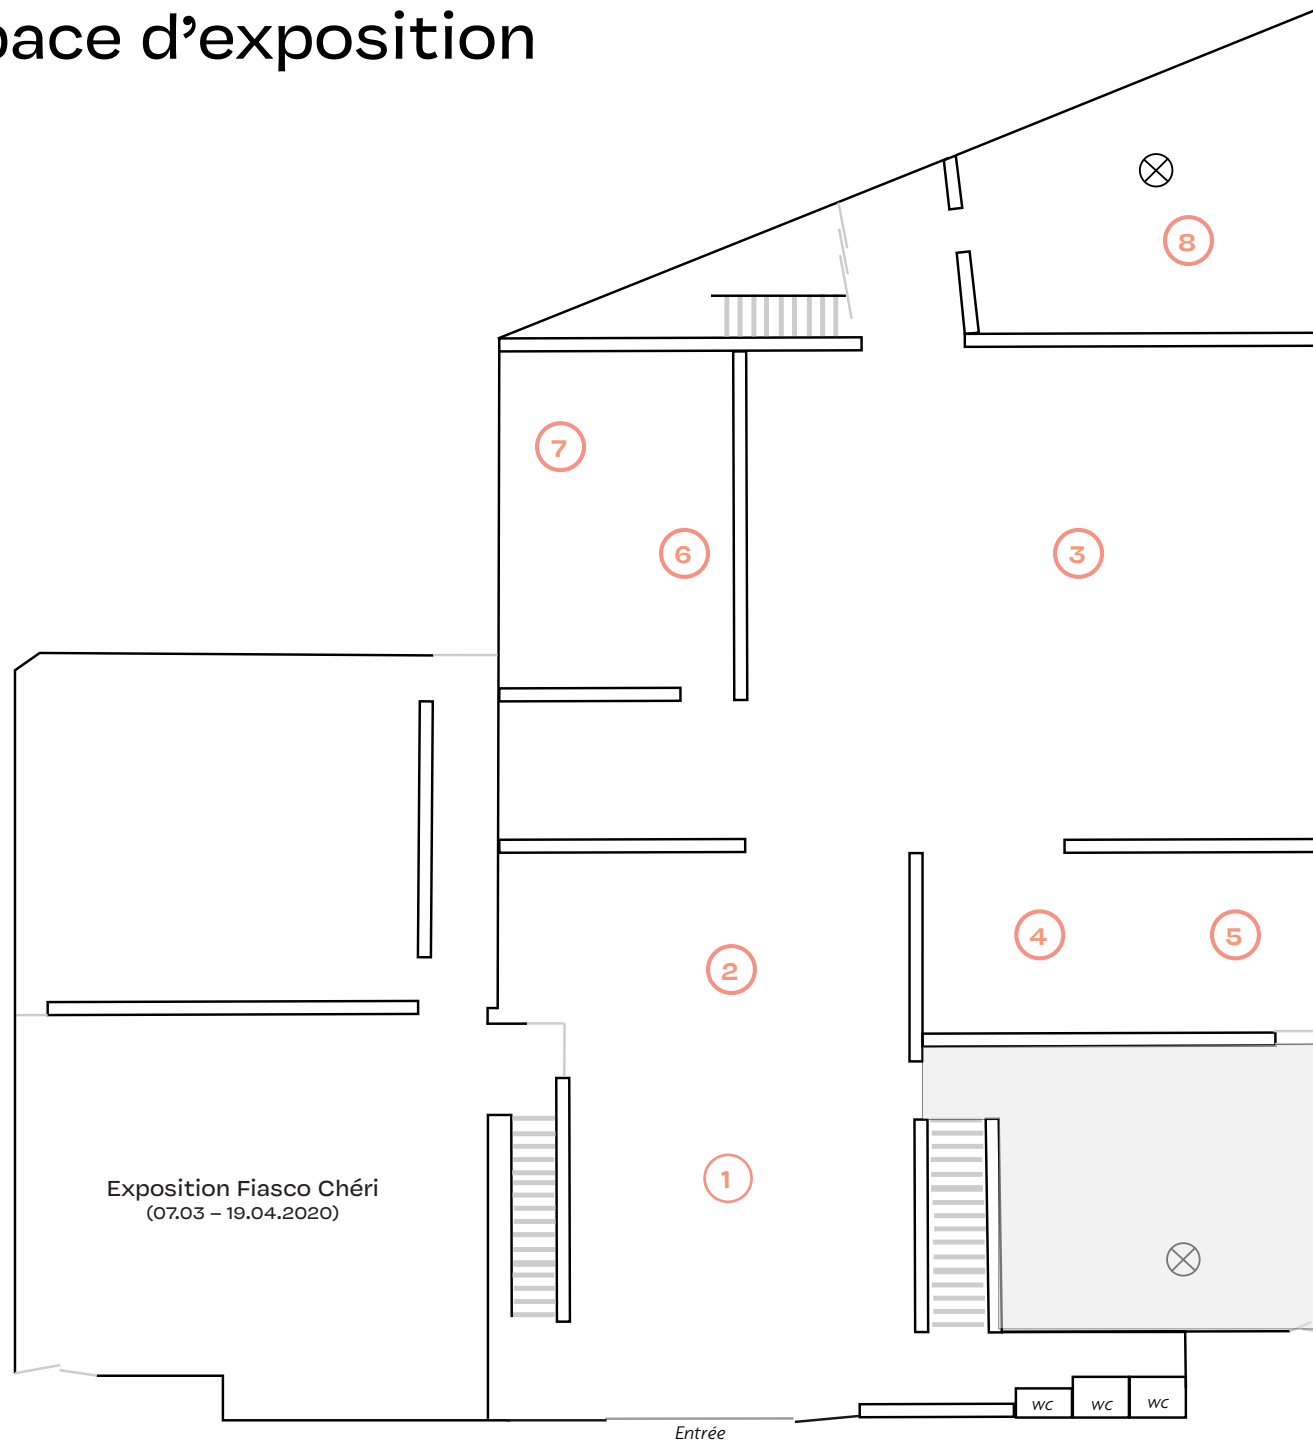 pace d’exposition
8
7
6
3
4
5
2
1
Exposition Fiasco Chéri
(07.03 – 19.04.2020)
wc
wc
wc
Entrée